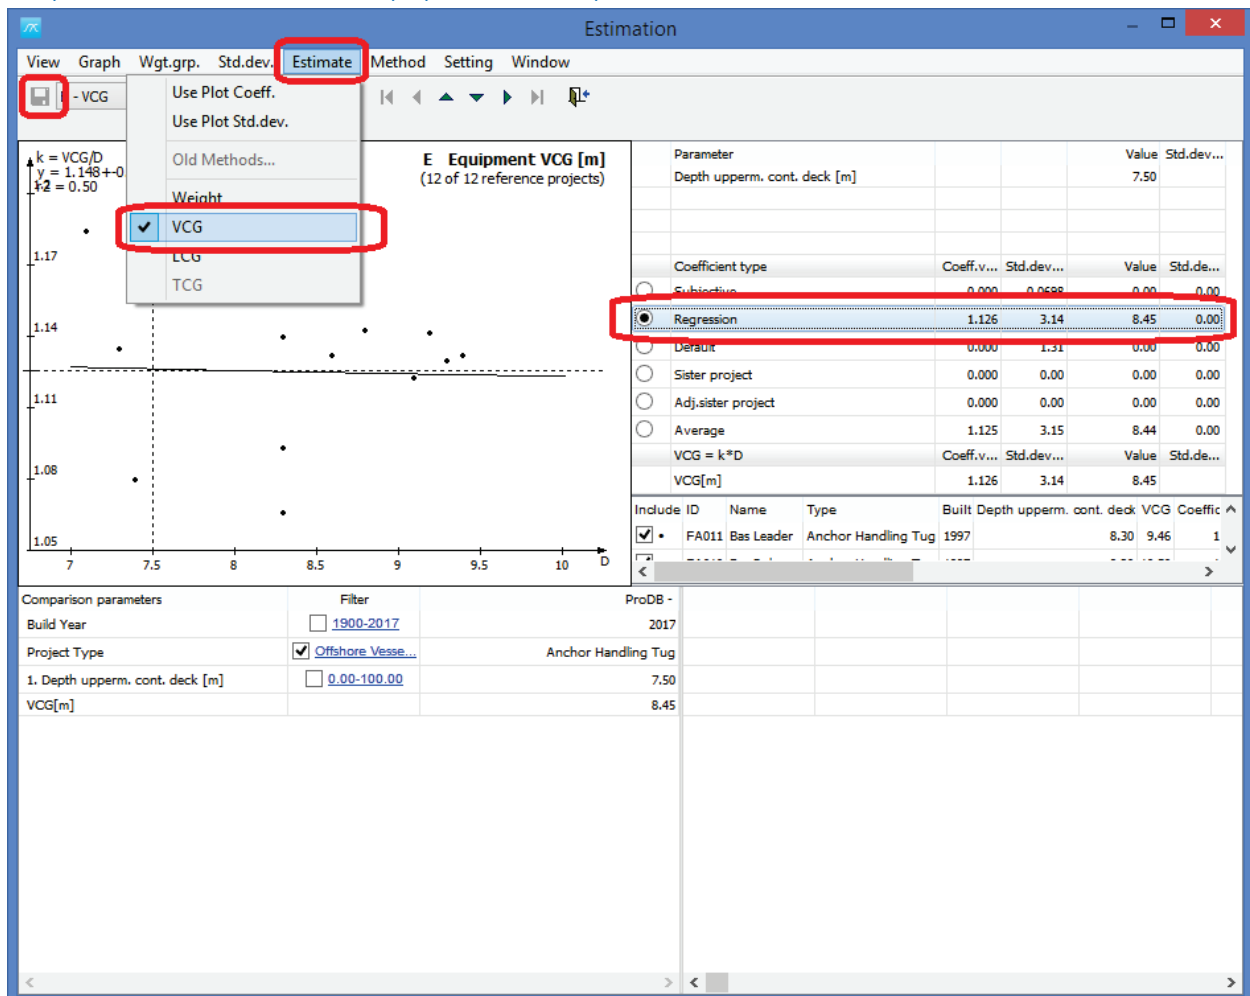 Estimation
View Graph Wgt.grp. Std.dev. Estimate Method Setting Window
- VCG
Use Plot Coeff.
Use Plot Std.dev.
Old Methods...
Weight
VCG
LCG
TCG
k = VCG/D
y = 1.148+-0
r2 = 0.50
E Equipment VCG [m]
(12 of 12 reference projects)
1.17
1.14
1.11
1.08
1.05
7 7.5 8 8.5 9 9.5 10 D
Parameter Value Std.dev...
Depth upperm. cont. deck [m] 7.50
Coefficient type Coeff.v... Std.dev... Value Std.de...
Subjective 0.000 0.0698 0.00 0.00
Regression 1.126 3.14 8.45 0.00
Default 0.000 1.31 0.00 0.00
Sister project 0.000 0.00 0.00 0.00
Adj.sister project 0.000 0.00 0.00 0.00
Average 1.125 3.15 8.44 0.00
VCG = k*D Coeff.v... Std.dev... Value Std.de...
VCG[m] 1.126 3.14 8.45
Include ID Name Type Built Depth upperm. cont. deck VCG Coeffic
FA011 Bas Leader Anchor Handling Tug 1997 8.30 9.46 1
Comparison parameters Filter ProDB -
Build Year 1900-2017 2017
Project Type Offshore Vesse... Anchor Handling Tug
1. Depth upperm. cont. deck [m] 0.00-100.00 7.50
VCG[m] 8.45